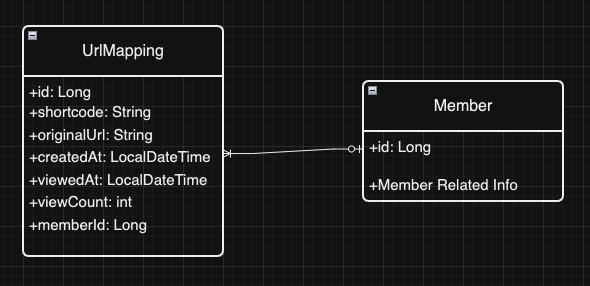 UrlMapping
+id: Long
+shortcode: String
+originalUrl: String
+createdAt: LocalDateTime
+viewedAt: LocalDateTime
+viewCount: int
+memberId: Long
Member
+id: Long
+Member Related Info